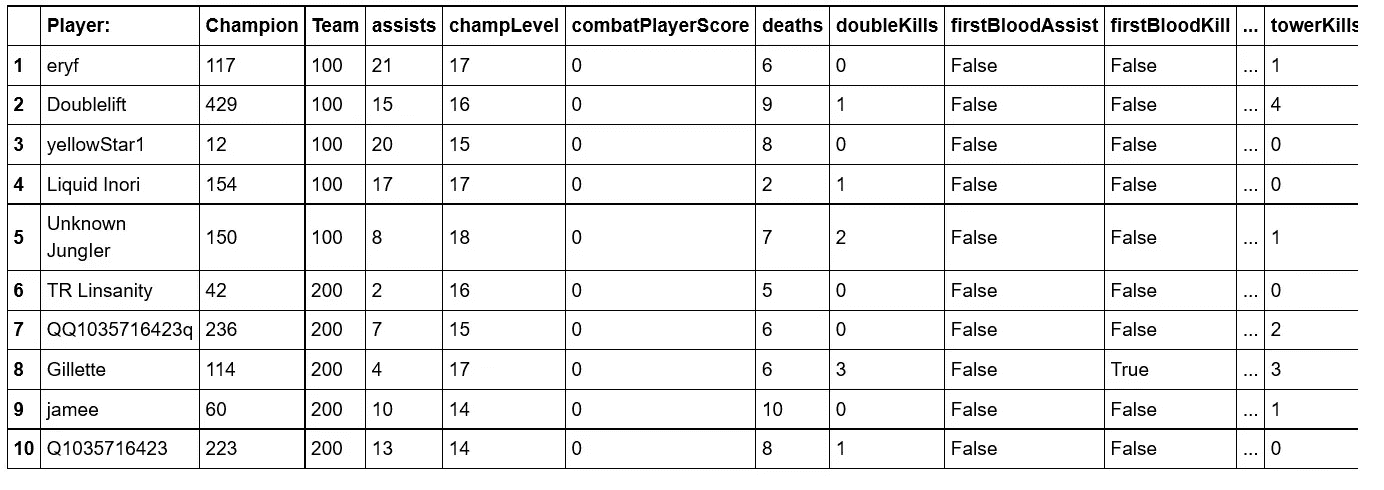 Player: Champion Team assists champLevel combatPlayerScore deaths doubleKills firstBloodAssist firstBloodKill ... towerKills
1 eryf 117 100 21 17 0 6 0 False False ... 1
2 Doublelift 429 100 15 16 0 9 1 False False ... 4
3 yellowStar1 12 100 20 15 0 8 0 False False ... 0
4 Liquid Inori 154 100 17 17 0 2 1 False False ... 0
5 Unknown Jungler 150 100 8 18 0 7 2 False False ... 1
6 TR Linsanity 42 200 2 16 0 5 0 False False ... 0
7 QQ1035716423q 236 200 7 15 0 6 0 False False ... 2
8 Gillette 114 200 4 17 0 6 3 False True ... 3
9 jamee 60 200 10 14 0 10 0 False False ... 1
10 Q1035716423 223 200 13 14 0 8 1 False False ... 0